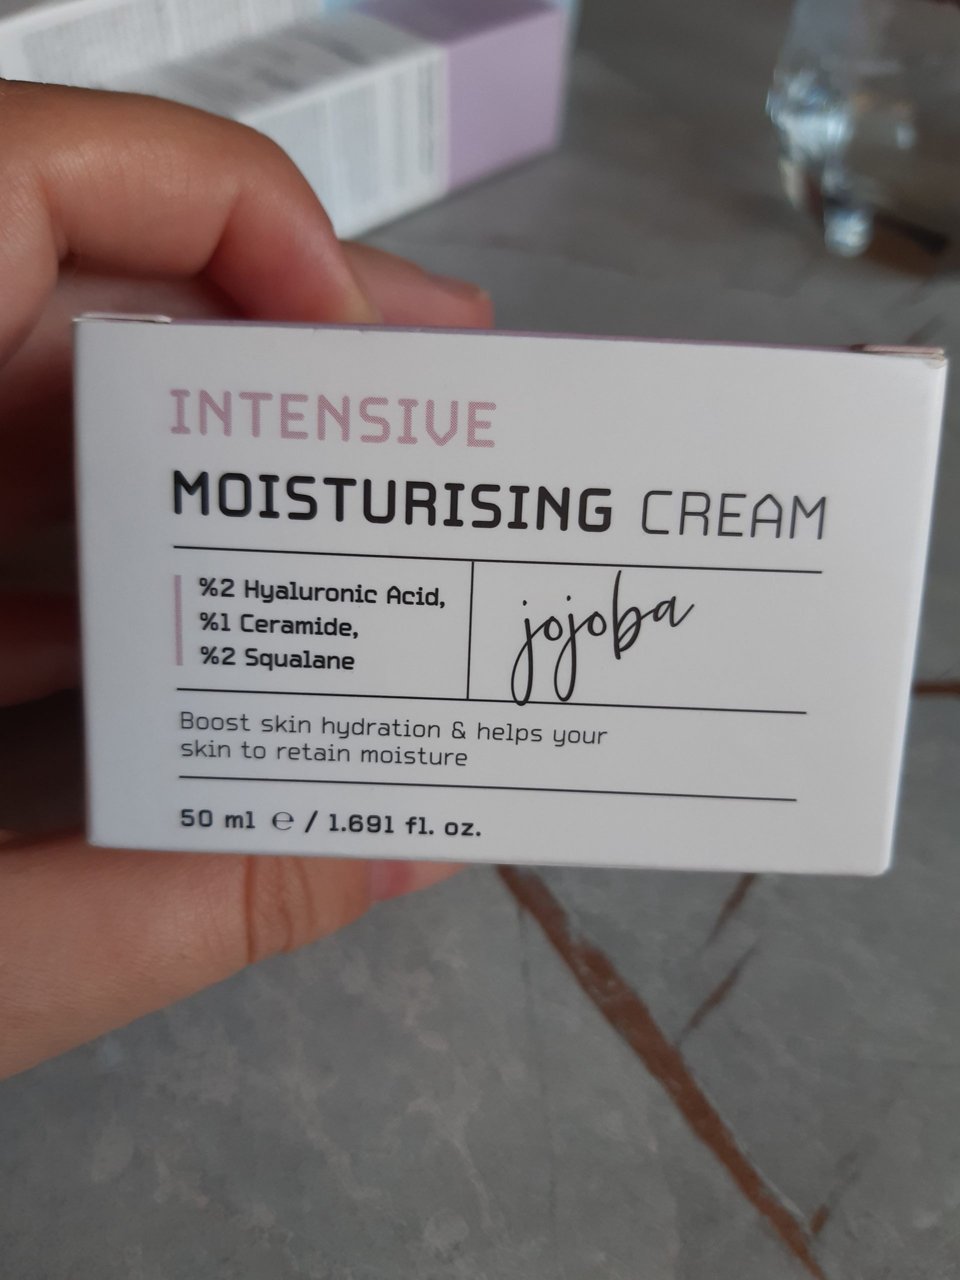 INTENSIVE
MOISTURISING CREAM
%2 Hyaluronic Acid,
%1 Ceramide,
%2 Squalane
jojoba
Boost skin hydration & helps your
skin to retain moisture
50 ml ℮ / 1.691 fl. oz.